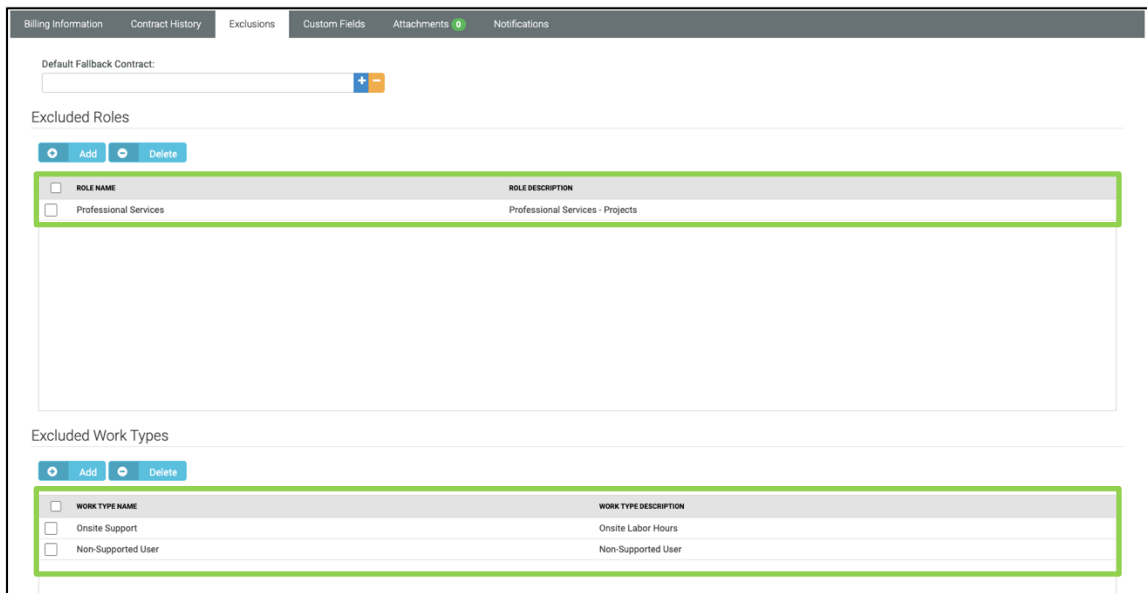 Billing Information Contract History Exclusions Custom Fields Attachments 0 Notifications
Default Fallback Contract:
Excluded Roles
Add Delete
ROLE NAME ROLE DESCRIPTION
Professional Services Professional Services - Projects
Excluded Work Types
Add Delete
WORK TYPE NAME WORK TYPE DESCRIPTION
Onsite Support Onsite Labor Hours
Non-Supported User Non-Supported User